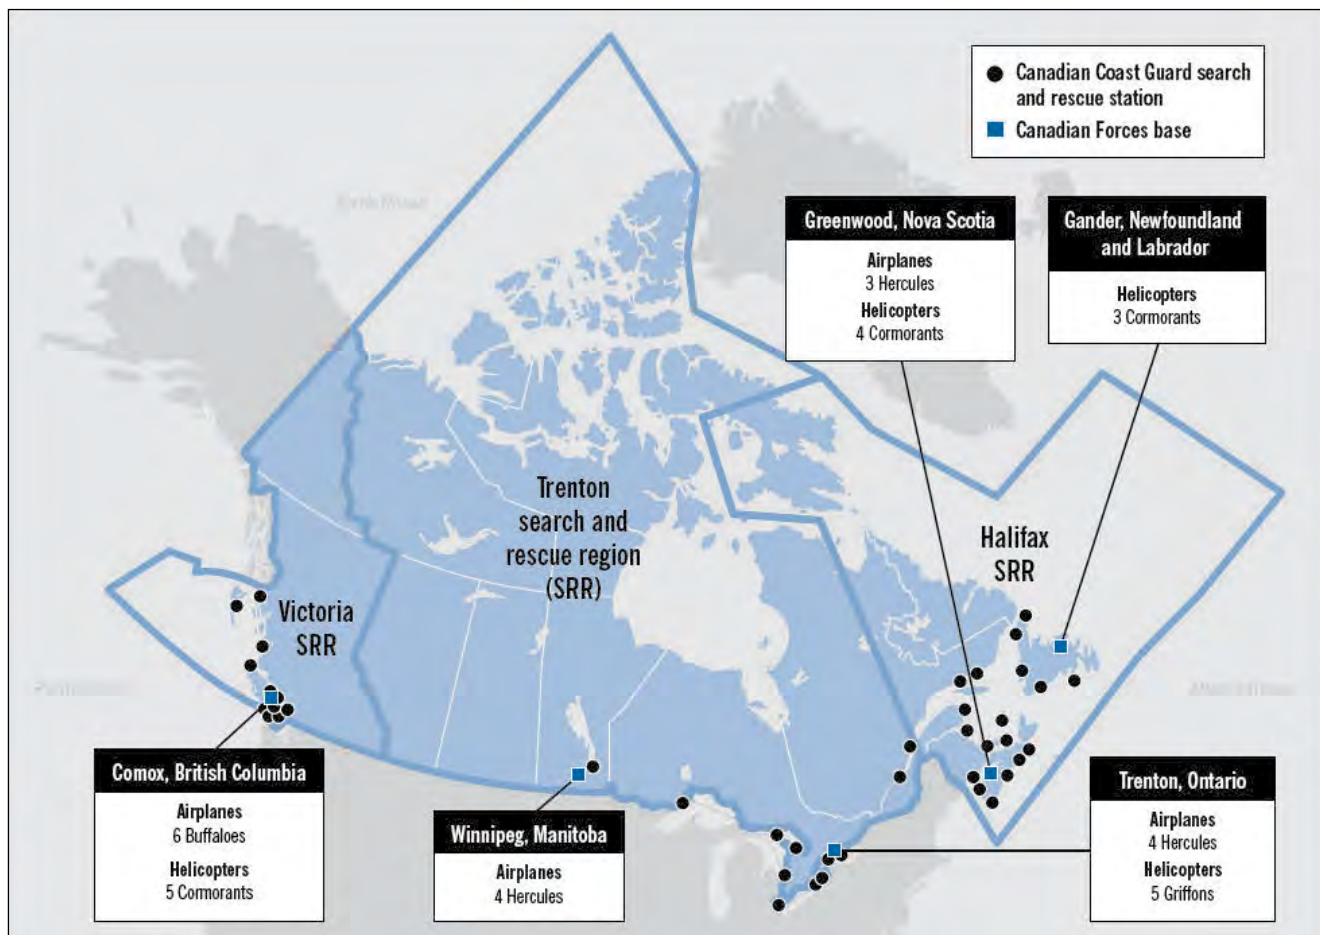 Canadian Coast Guard search
and rescue station
Canadian Forces base
Greenwood, Nova Scotia
Airplanes
3 Hercules
Helicopters
4 Cormorants
Gander, Newfoundland
and Labrador
Helicopters
3 Cormorants
Trenton
search and
rescue region
(SRR)
Halifax
SRR
Victoria
SRR
Comox, British Columbia
Airplanes
6 Buffaloes
Helicopters
5 Cormorants
Winnipeg, Manitoba
Airplanes
4 Hercules
Trenton, Ontario
Airplanes
4 Hercules
Helicopters
5 Griffons